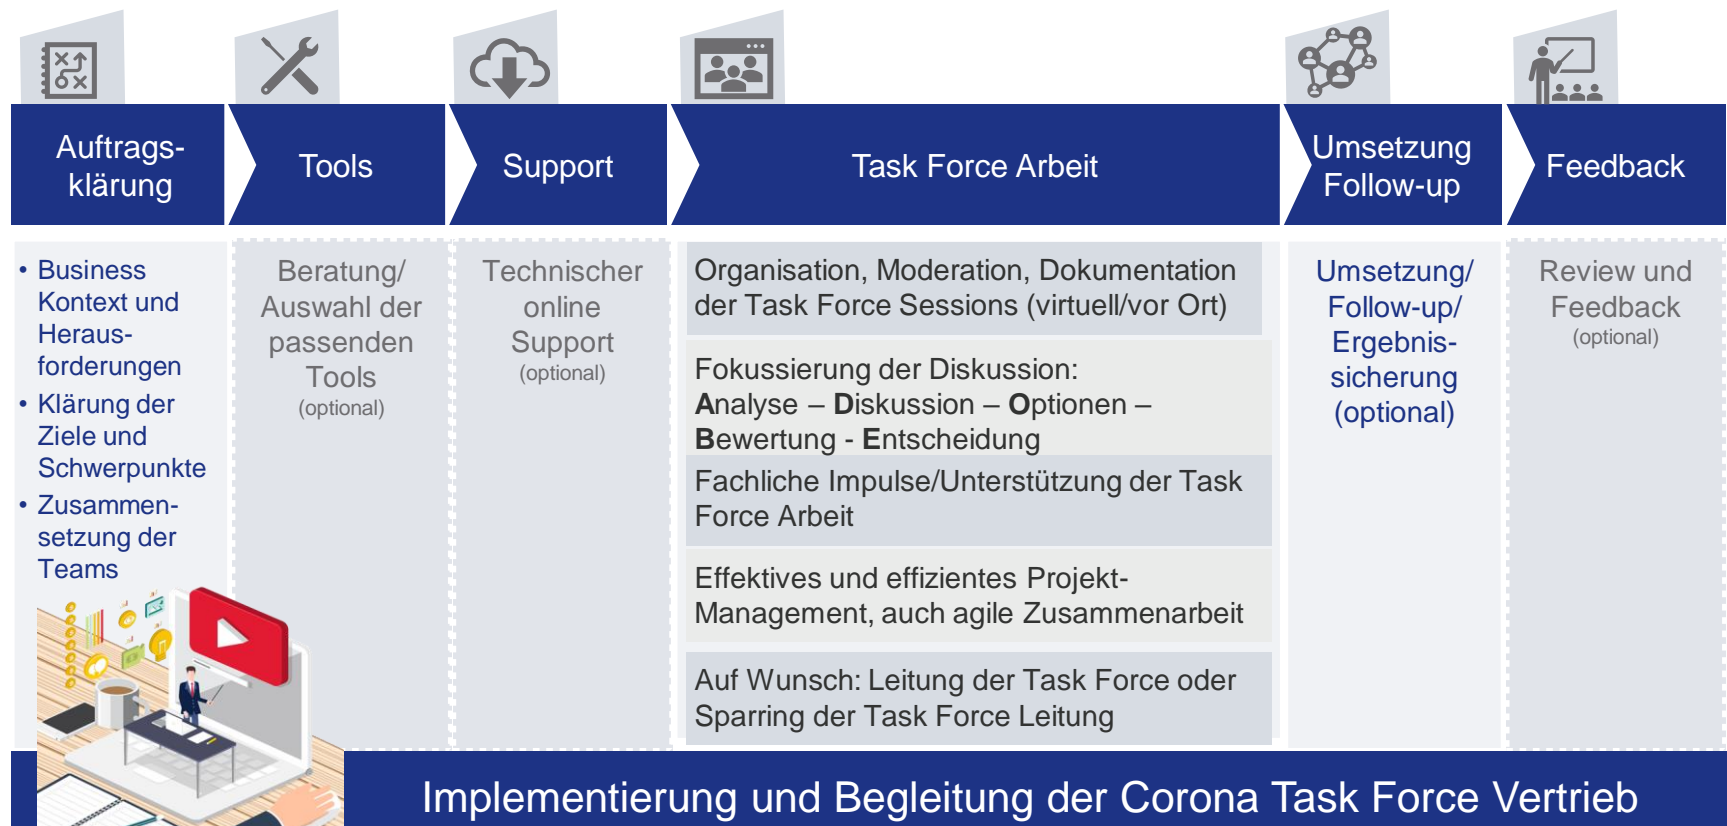 Auftrags-
klärung
Tools
Support
Task Force Arbeit
Umsetzung
Follow-up
Feedback
• Business
Kontext und
Heraus-
forderungen
• Klärung der
Ziele und
Schwerpunkte
• Zusammen-
setzung der
Teams
Beratung/
Auswahl der
passenden
Tools
(optional)
Technischer
online
Support
(optional)
Organisation, Moderation, Dokumentation
der Task Force Sessions (virtuell/vor Ort)
Fokussierung der Diskussion:
Analyse – Diskussion – Optionen –
Bewertung - Entscheidung
Fachliche Impulse/Unterstützung der Task
Force Arbeit
Effektives und effizientes Projekt-
Management, auch agile Zusammenarbeit
Auf Wunsch: Leitung der Task Force oder
Sparring der Task Force Leitung
Umsetzung/
Follow-up/
Ergebnis-
sicherung
(optional)
Review und
Feedback
(optional)
Implementierung und Begleitung der Corona Task Force Vertrieb